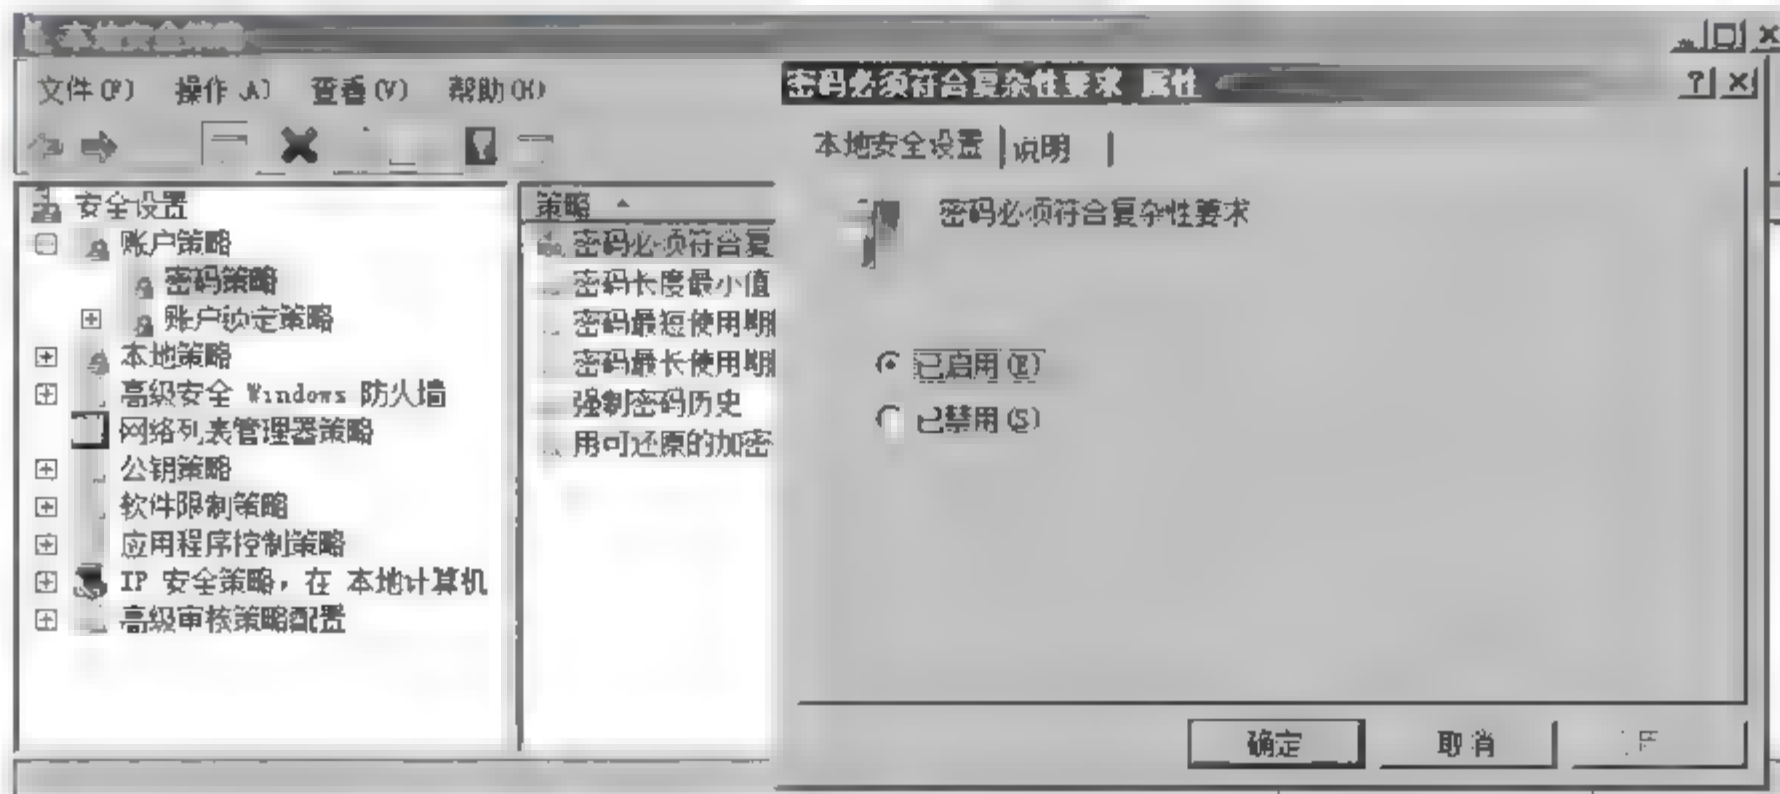 本地安全策略
文件(F) 操作(A) 查看(V) 帮助(H)
安全设置
账户策略
密码策略
账户锁定策略
本地策略
高级安全 Windows 防火墙
网络列表管理器策略
公钥策略
软件限制策略
应用程序控制策略
IP 安全策略，在 本地计算机
高级审核策略配置
策略
密码必须符合复
密码长度最小值
密码最短使用期
密码最长使用期
强制密码历史
用可还原的加密
密码必须符合复杂性要求 属性
本地安全设置 说明
密码必须符合复杂性要求
已启用(E)
已禁用(S)
确定 取消